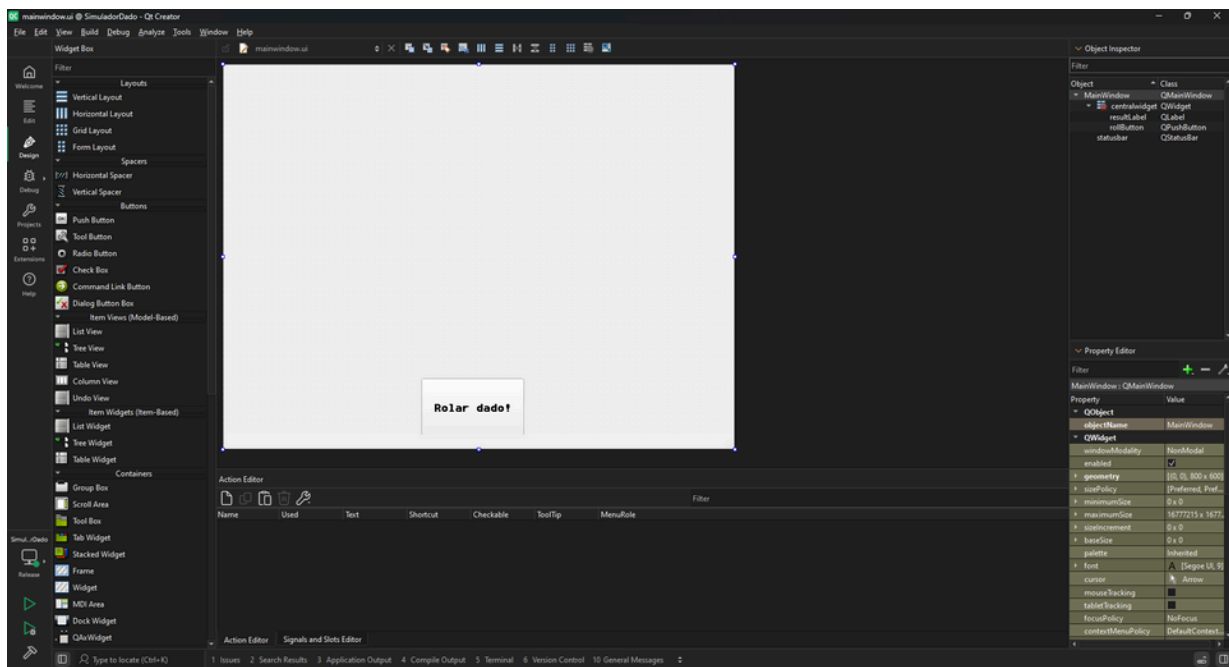 mainwindow.ui @ SimuladorDado - Qt Creator
File Edit View Build Debug Analyze Tools Window Help
Widget Box
mainwindow.ui
Object Inspector
Filter
Filter
Welcome
Edit
Design
Debug
Projects
Extensions
Help
Layouts
Vertical Layout
Horizontal Layout
Grid Layout
Form Layout
Spacers
Horizontal Spacer
Vertical Spacer
Buttons
Push Button
Tool Button
Radio Button
Check Box
Command Link Button
Dialog Button Box
Item Views (Model-Based)
List View
Tree View
Table View
Column View
Undo View
Item Widgets (Item-Based)
List Widget
Tree Widget
Table Widget
Containers
Group Box
Scroll Area
Tool Box
Tab Widget
Stacked Widget
Frame
Widget
MDI Area
Dock Widget
QAxWidget
Simul...rDado
Release
Rolar dado!
Action Editor
Filter
Name Used Text Shortcut Checkable ToolTip MenuRole
Action Editor Signals and Slots Editor
Object Class
MainWindow QMainWindow
centralwidget QWidget
resultLabel QLabel
rollButton QPushButton
statusbar QStatusBar
Property Editor
Filter
MainWindow : QMainWindow
Property Value
QObject
objectName MainWindow
QWidget
windowModality NonModal
enabled
geometry [(0, 0), 800 x 600]
sizePolicy [Preferred, Pref...
minimumSize 0 x 0
maximumSize 16777215 x 1677...
sizeIncrement 0 x 0
baseSize 0 x 0
palette Inherited
font A [Segoe UI, 9]
cursor Arrow
mouseTracking
tabletTracking
focusPolicy NoFocus
contextMenuPolicy DefaultContext...
Type to locate (Ctrl+K) 1 Issues 2 Search Results 3 Application Output 4 Compile Output 5 Terminal 6 Version Control 10 General Messages